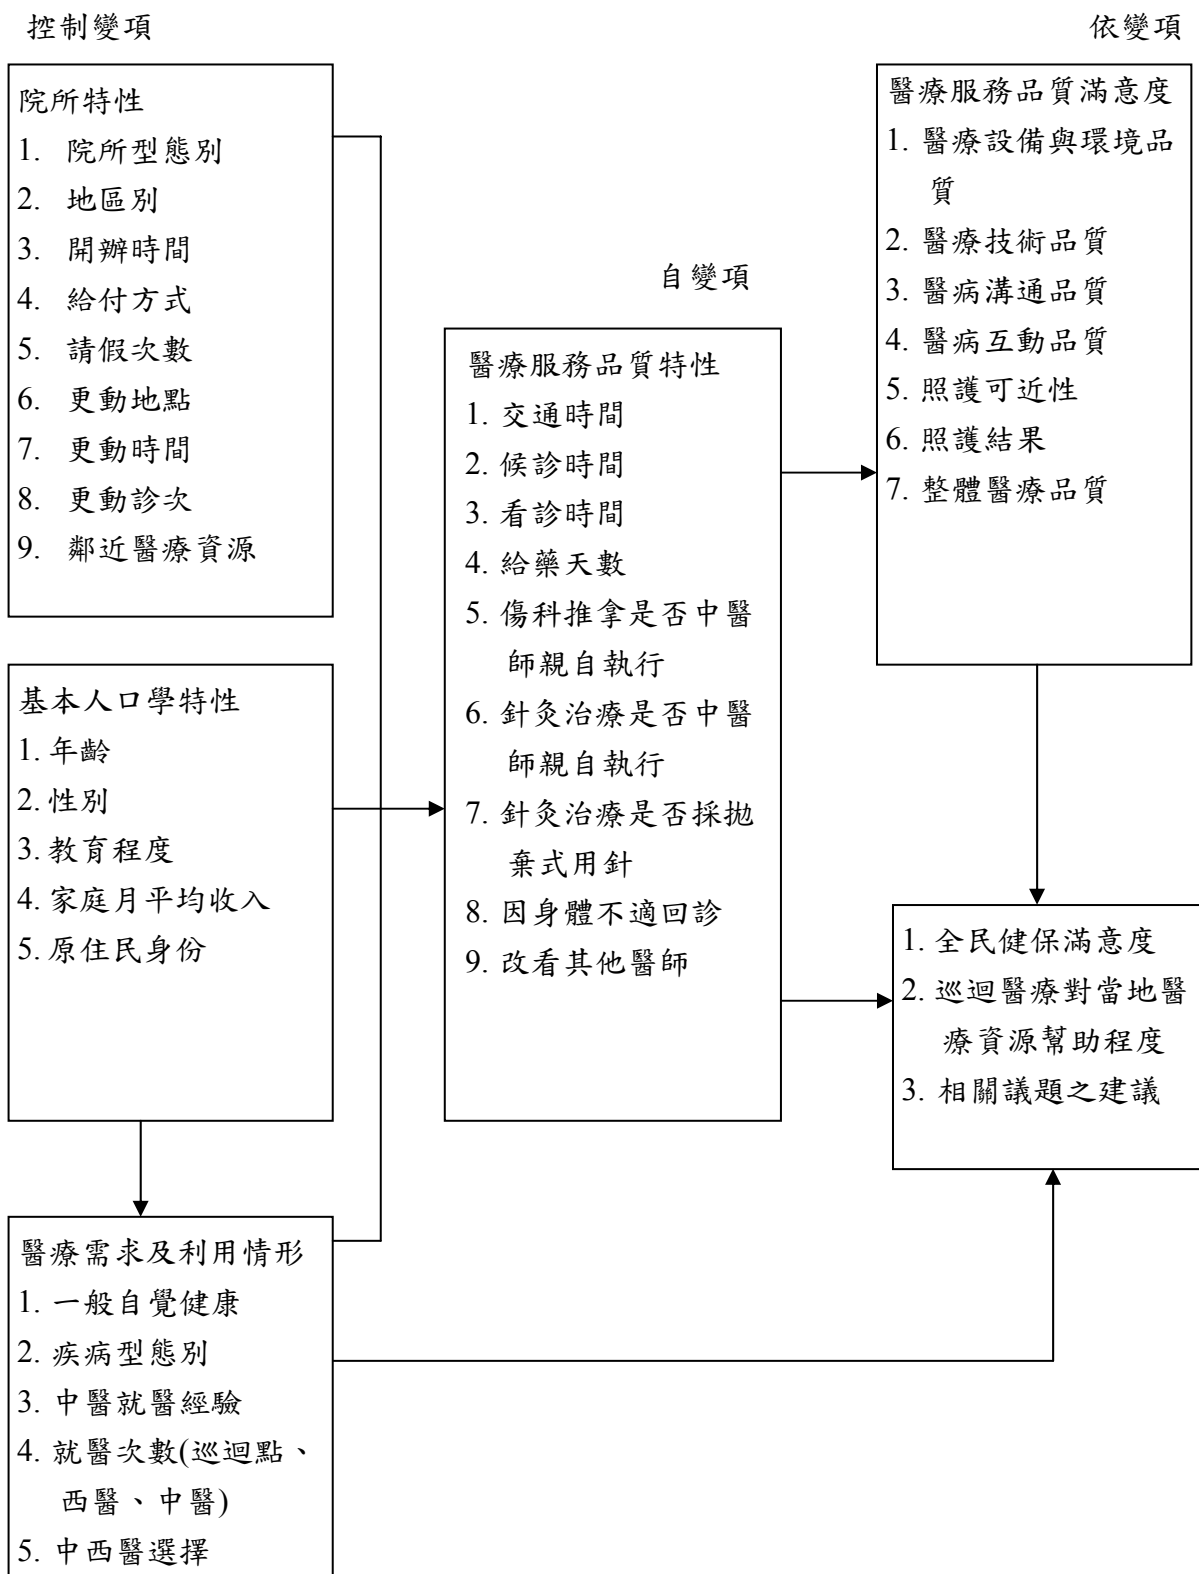 控制變項
院所特性
1. 院所型態別
2. 地區別
3. 開辦時間
4. 給付方式
5. 請假次數
6. 更動地點
7. 更動時間
8. 更動診次
9. 鄰近醫療資源
基本人口學特性
1. 年齡
2. 性別
3. 教育程度
4. 家庭月平均收入
5. 原住民身份
醫療需求及利用情形
1. 一般自覺健康
2. 疾病型態別
3. 中醫就醫經驗
4. 就醫次數(巡迴點、
西醫、中醫)
5. 中西醫選擇
自變項
醫療服務品質特性
1. 交通時間
2. 候診時間
3. 看診時間
4. 給藥天數
5. 傷科推拿是否中醫
師親自執行
6. 針灸治療是否中醫
師親自執行
7. 針灸治療是否採拋
棄式用針
8. 因身體不適回診
9. 改看其他醫師
依變項
醫療服務品質滿意度
1. 醫療設備與環境品
質
2. 醫療技術品質
3. 醫病溝通品質
4. 醫病互動品質
5. 照護可近性
6. 照護結果
7. 整體醫療品質
1. 全民健保滿意度
2. 巡迴醫療對當地醫
療資源幫助程度
3. 相關議題之建議